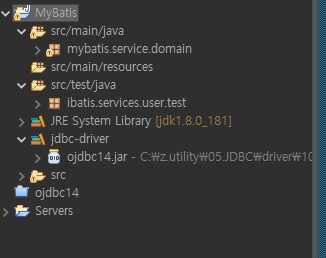 MyBatis
src/main/java
mybatis.service.domain
src/main/resources
src/test/java
ibatis.services.user.test
JRE System Library [jdk1.8.0_181]
jdbc-driver
ojdbc14.jar - C:₩z.utility₩05.JDBC₩driver₩10
src
ojdbc14
Servers